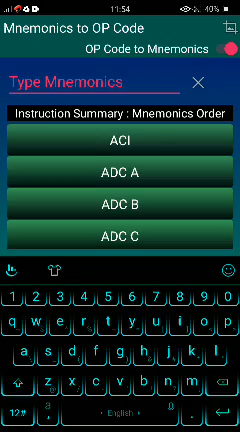 11:54
40%
Mnemonics to OP Code
OP Code to Mnemonics
Type Mnemonics
Instruction Summary : Mnemonics Order
ACI
ADC A
ADC B
ADC C
1 2 3 4 5 6 7 8 9 0
q w e r t y u i o p
a s d f g h j k l
z x c v b n m
12# , English .